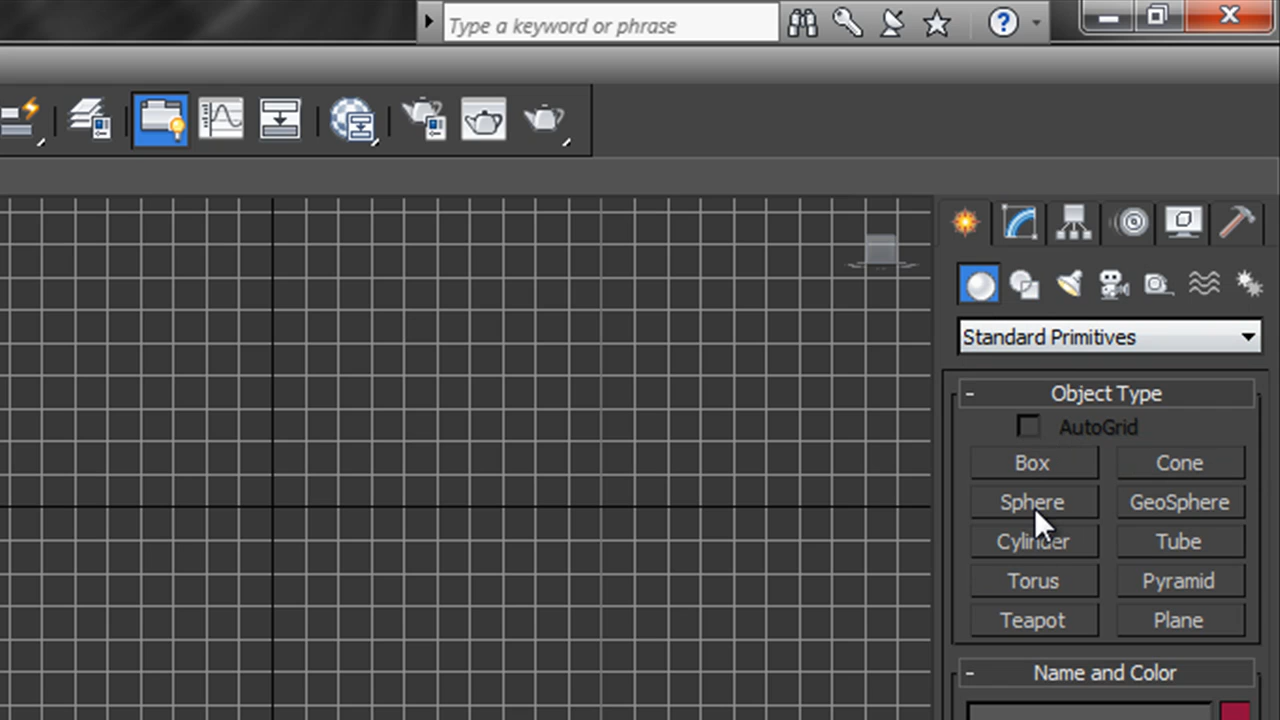 Type a keyword or phrase
Standard Primitives
- Object Type
AutoGrid
Box Cone
Sphere GeoSphere
Cylinder Tube
Torus Pyramid
Teapot Plane
- Name and Color